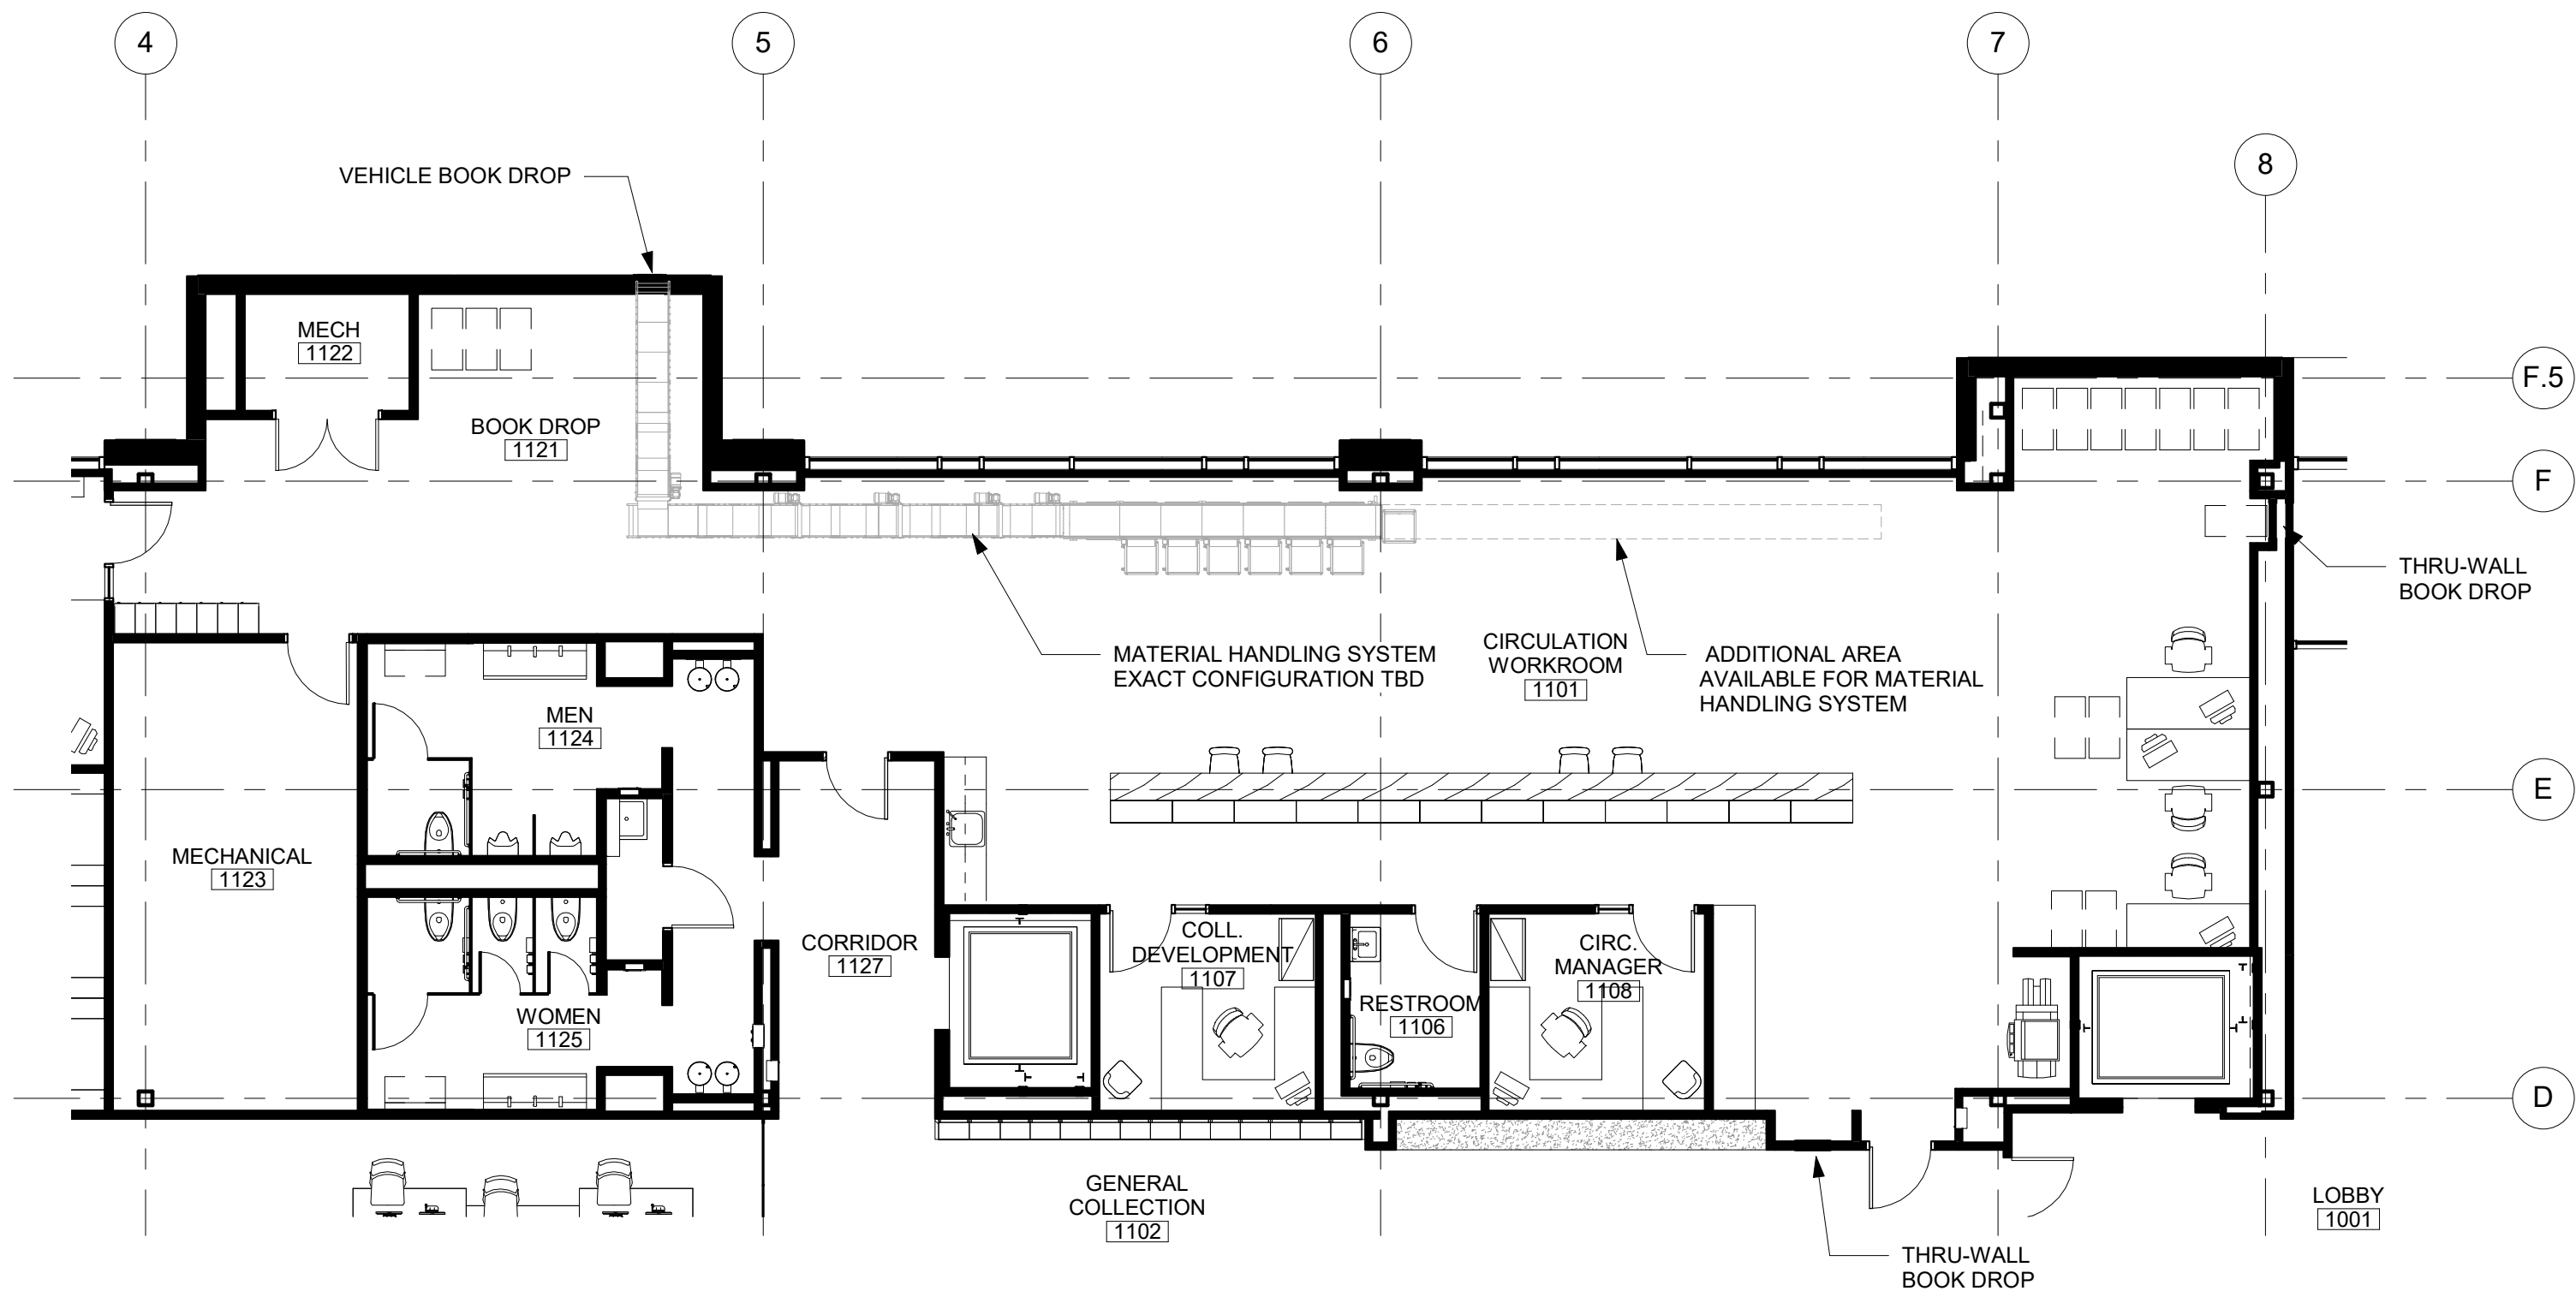 4
5
6
7
8
VEHICLE BOOK DROP
MECH
1122
F.5
BOOK DROP
1121
F
THRU-WALL
BOOK DROP
MATERIAL HANDLING SYSTEM
EXACT CONFIGURATION TBD
CIRCULATION
WORKROOM
1101
ADDITIONAL AREA
AVAILABLE FOR MATERIAL
HANDLING SYSTEM
MEN
1124
E
MECHANICAL
1123
CORRIDOR
1127
COLL.
DEVELOPMENT
1107
CIRC.
MANAGER
1108
RESTROOM
1106
WOMEN
1125
D
GENERAL
COLLECTION
1102
LOBBY
1001
THRU-WALL
BOOK DROP